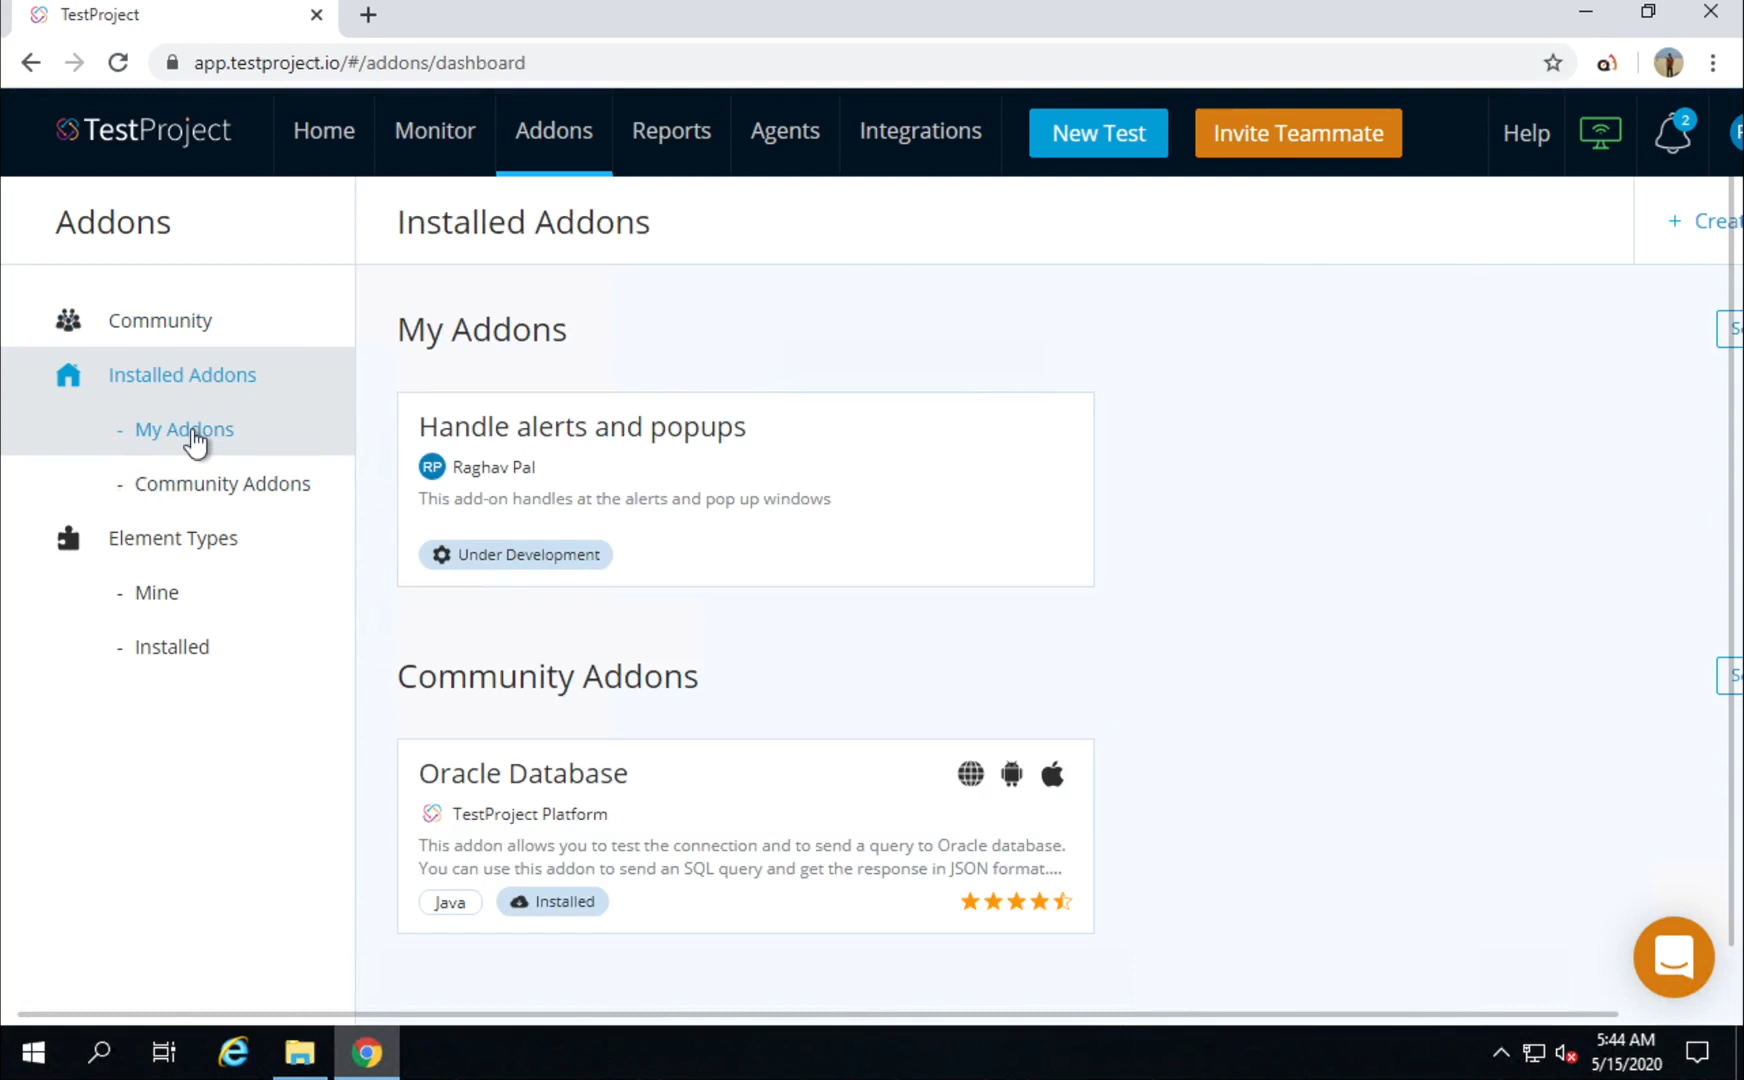 TestProject
app.testproject.io/#/addons/dashboard
TestProject
Home
Monitor
Addons
Reports
Agents
Integrations
New Test
Invite Teammate
Help
2
Addons
Installed Addons
+ Creat
Community
Installed Addons
- My Addons
- Community Addons
Element Types
- Mine
- Installed
My Addons
Handle alerts and popups
RP Raghav Pal
This add-on handles at the alerts and pop up windows
Under Development
Community Addons
Oracle Database
TestProject Platform
This addon allows you to test the connection and to send a query to Oracle database.
You can use this addon to send an SQL query and get the response in JSON format....
Java
Installed
5:44 AM
5/15/2020